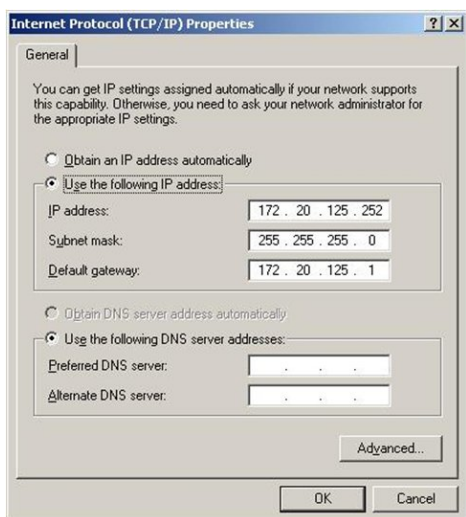 Internet Protocol (TCP/IP) Properties
General
You can get IP settings assigned automatically if your network supports
this capability. Otherwise, you need to ask your network administrator for
the appropriate IP settings.
Obtain an IP address automatically
Use the following IP address:
IP address: 172 . 20 . 125 . 252
Subnet mask: 255 . 255 . 255 . 0
Default gateway: 172 . 20 . 125 . 1
Obtain DNS server address automatically
Use the following DNS server addresses:
Preferred DNS server: . . .
Alternate DNS server: . . .
Advanced...
OK Cancel